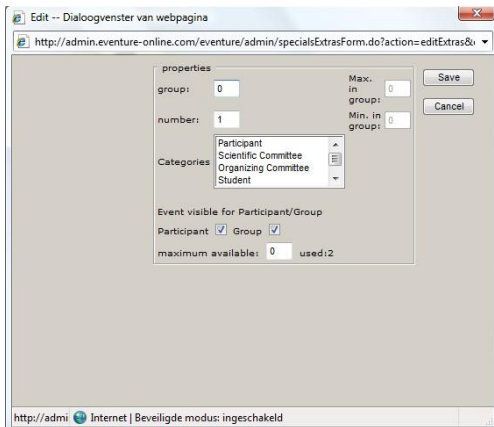 Edit -- Dialoogvenster van webpagina
http://admin.eventure-online.com/eventure/admin/specialsExtrasForm.do?action=editExtras&
properties
group: 0
Max. in group: 0
Save
number: 1
Min. in group: 0
Cancel
Categories
Participant
Scientific Committee
Organizing Committee
Student
Event visible for Participant/Group
Participant Group
maximum available: 0 used:2
http://admi Internet | Beveiligde modus: ingeschakeld